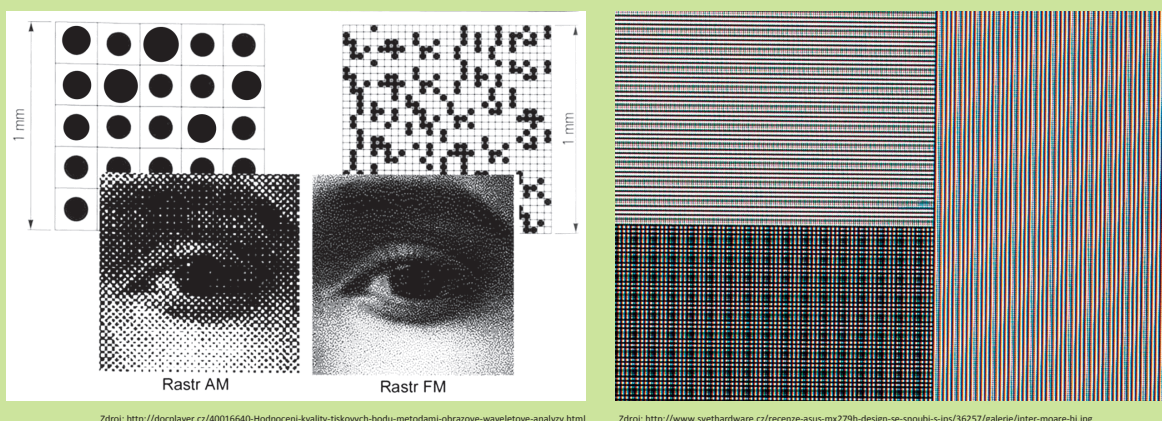 1 mm
1 mm
Rastr AM
Rastr FM
Zdroj: http://docplayer.cz/40016640-Hodnoceni-kvality-tiskovych-bodu-metodami-obrazove-waveletove-analyzy.html
Zdroj: http://www.svethardware.cz/recenze-asus-mx279h-design-se-snoubi-s-ips/36257/galerie/inter-moare-bj.jpg